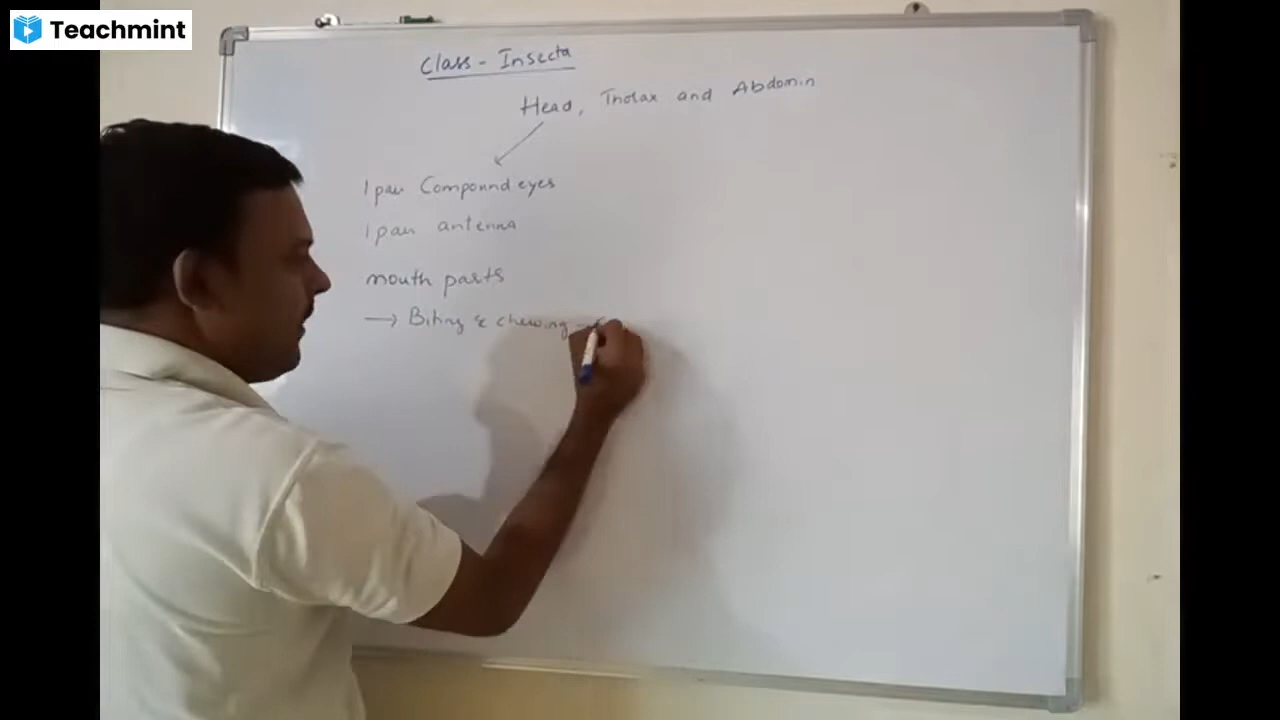 Teachmint
Class - Insecta
Head, Thorax and Abdomin
1 pair Compound eyes
1 pair antenna
mouth parts
→ Biting & chewing -